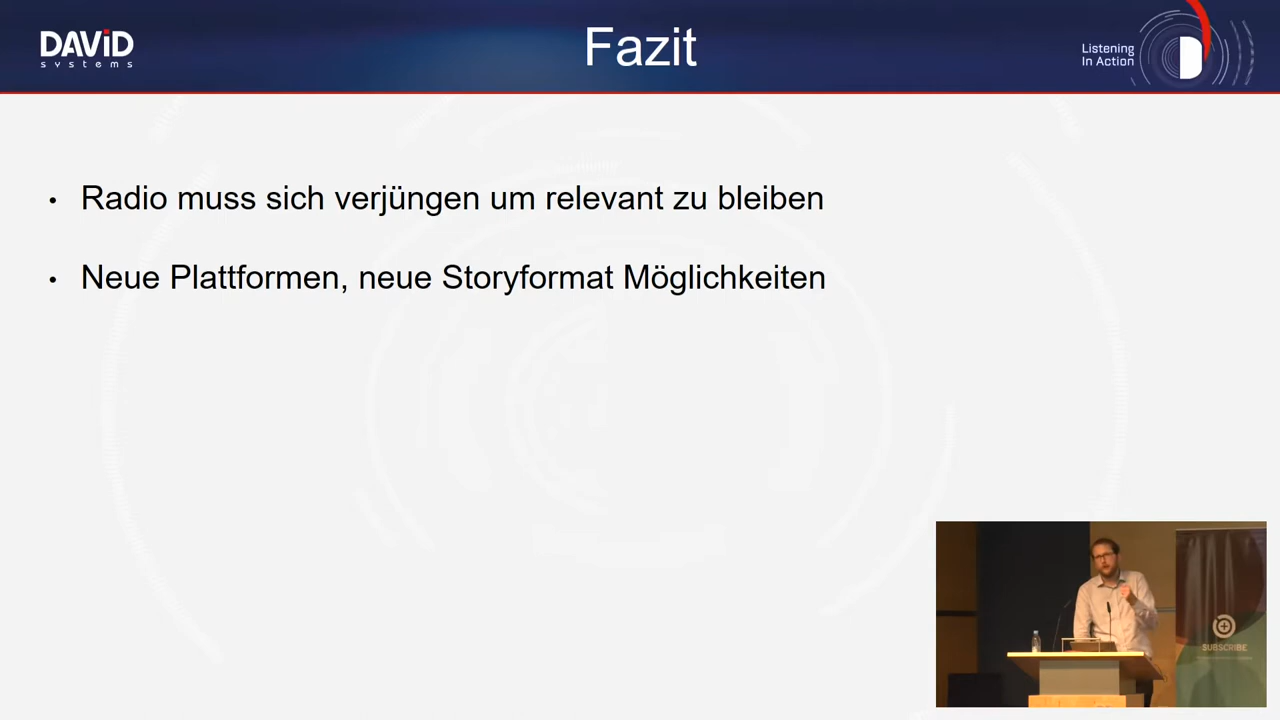 DAViD
systems
Fazit
Listening
In Action
• Radio muss sich verjüngen um relevant zu bleiben
• Neue Plattformen, neue Storyformat Möglichkeiten
SUBSCRIBE